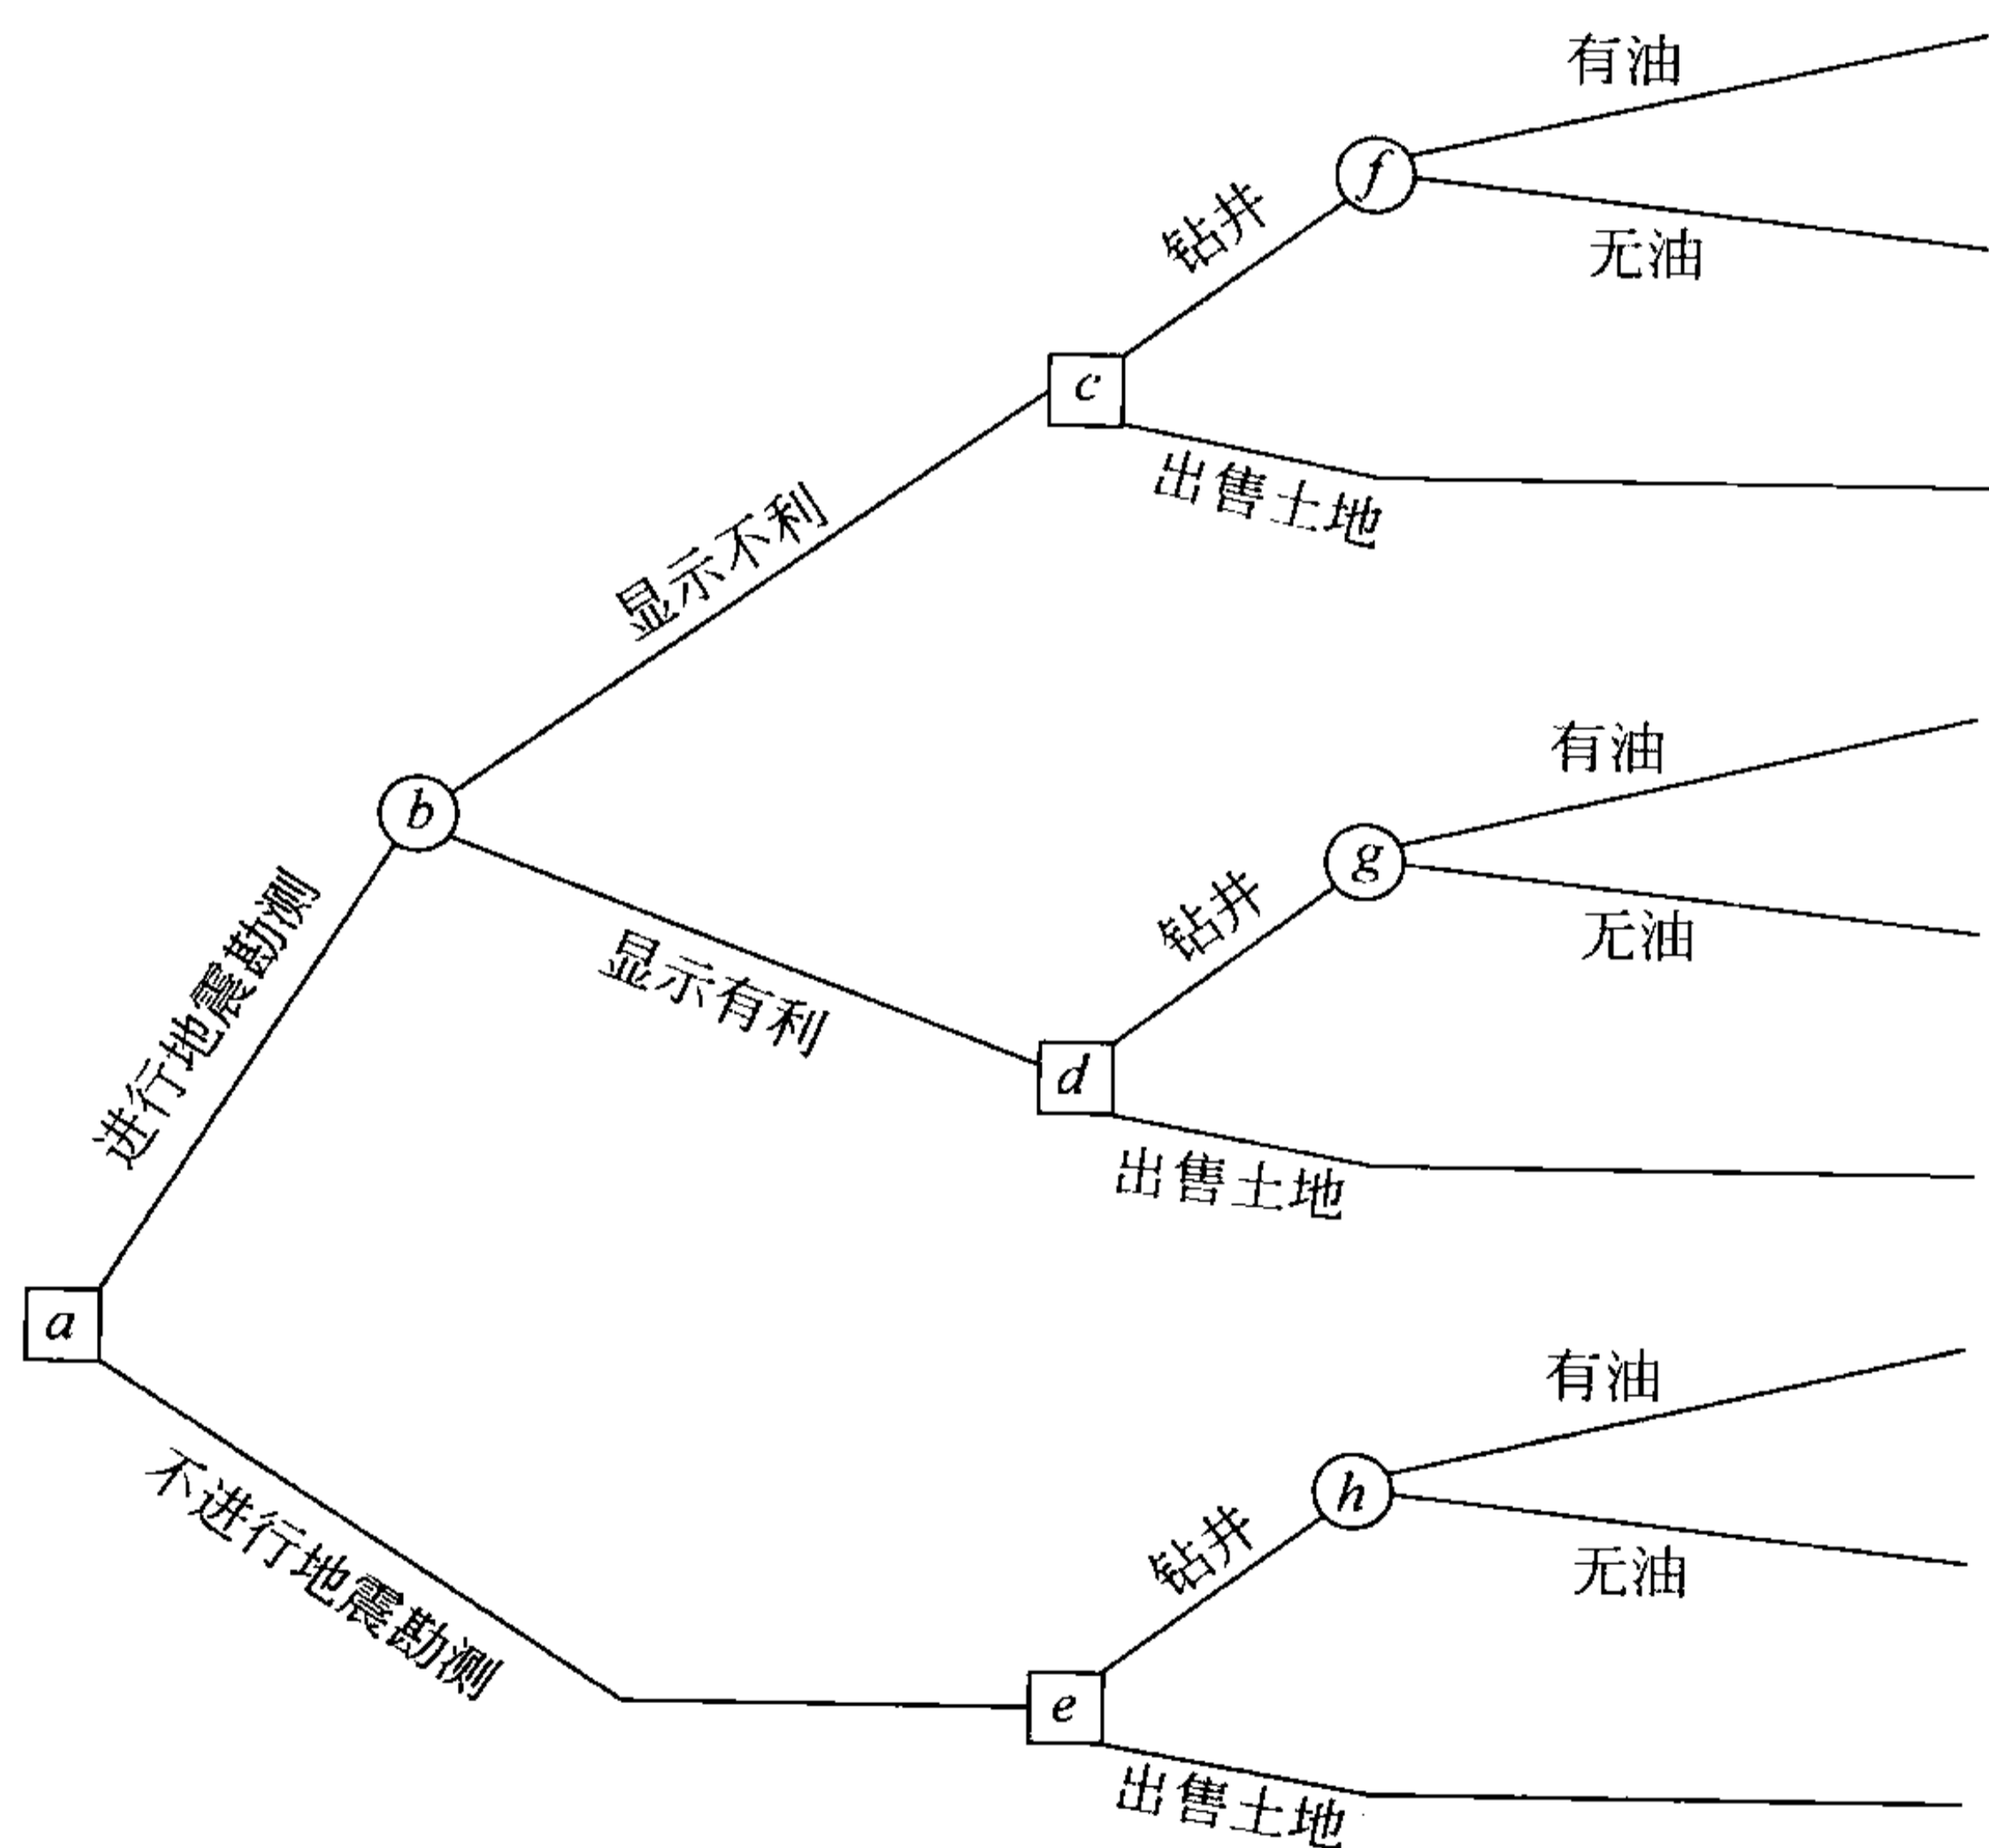 有油
f
钻井
无油
c
出售土地
显示不利
有油
b
g
钻井
无油
进行地震勘测
显示有利
d
出售土地
a
有油
h
不进行地震勘测
钻井
无油
e
出售土地